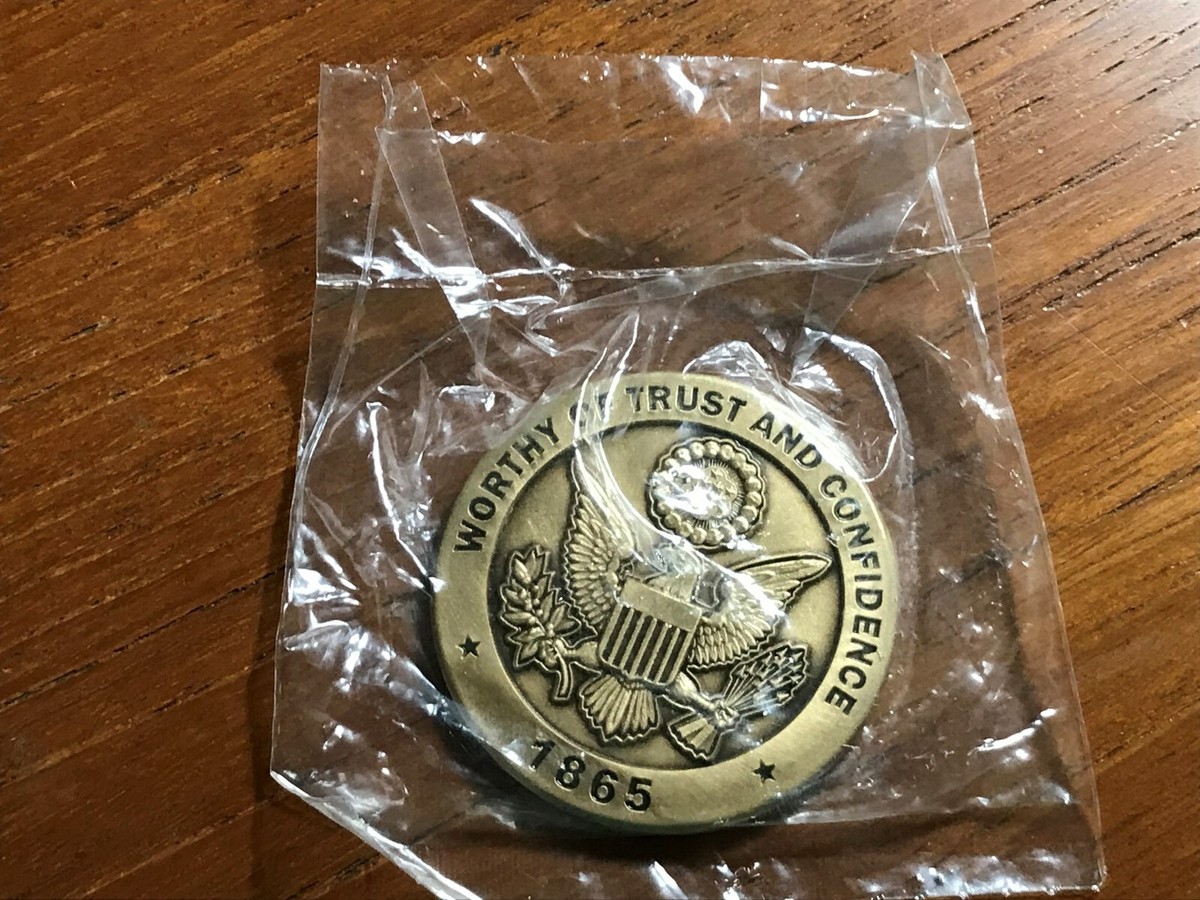 WORTHY OF TRUST AND CONFIDENCE
1865